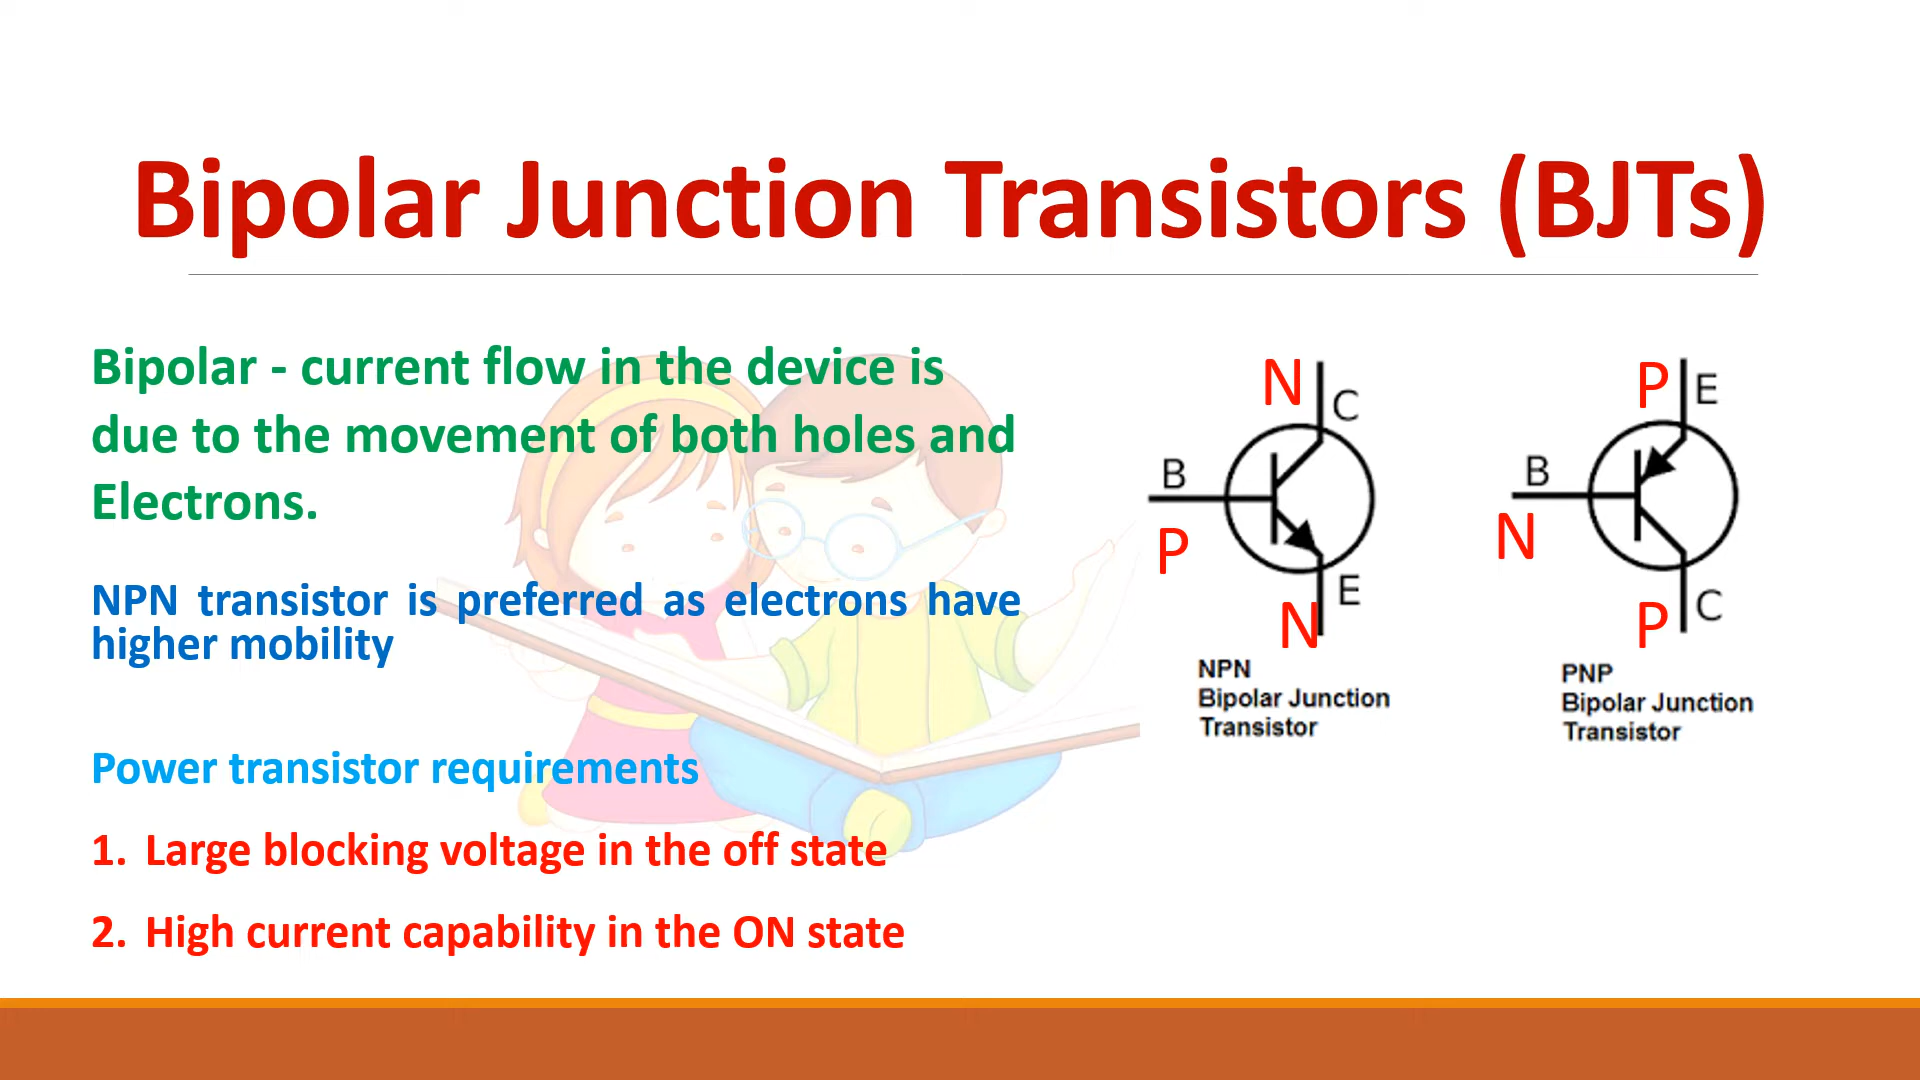 Bipolar Junction Transistors (BJTs)
Bipolar - current flow in the device is
due to the movement of both holes and
Electrons.
NPN transistor is preferred as electrons have
higher mobility
Power transistor requirements
1. Large blocking voltage in the off state
2. High current capability in the ON state
N
C
B
P
E
N
NPN
Bipolar Junction
Transistor
P
E
B
N
P
C
PNP
Bipolar Junction
Transistor